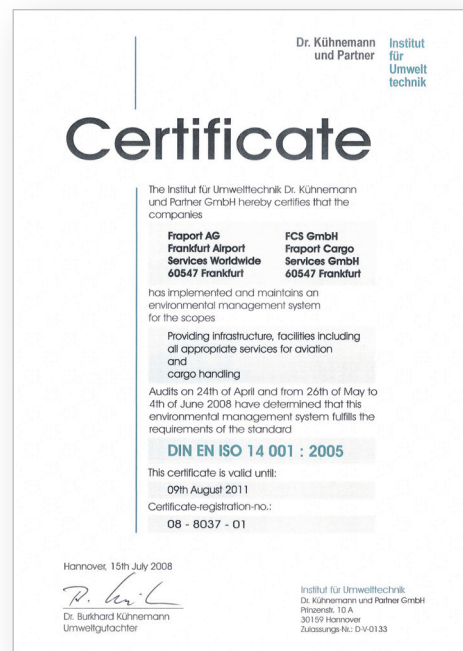 Dr. Kühnemann
und Partner
Institut
für
Umwelt
technik
Certificate
The Institut für Umwelttechnik Dr. Kühnemann
und Partner GmbH hereby certifies that the
companies
Fraport AG
Frankfurt Airport
Services Worldwide
60547 Frankfurt
FCS GmbH
Fraport Cargo
Services GmbH
60547 Frankfurt
has implemented and maintains an
environmental management system
for the scopes
Providing infrastructure, facilities including
all appropriate services for aviation
and
cargo handling
Audits on 24th of April and from 26th of May to
4th of June 2008 have determined that this
environmental management system fulfills the
requirements of the standard
DIN EN ISO 14 001 : 2005
This certificate is valid until:
09th August 2011
Certificate-registration-no.:
08 - 8037 - 01
Hannover, 15th July 2008
Dr. Burkhard Kühnemann
Umweltgutachter
Institut für Umwelttechnik
Dr. Kühnemann und Partner GmbH
Prinzenstr. 10 A
30159 Hannover
Zulassungs-Nr.: D-V-0133